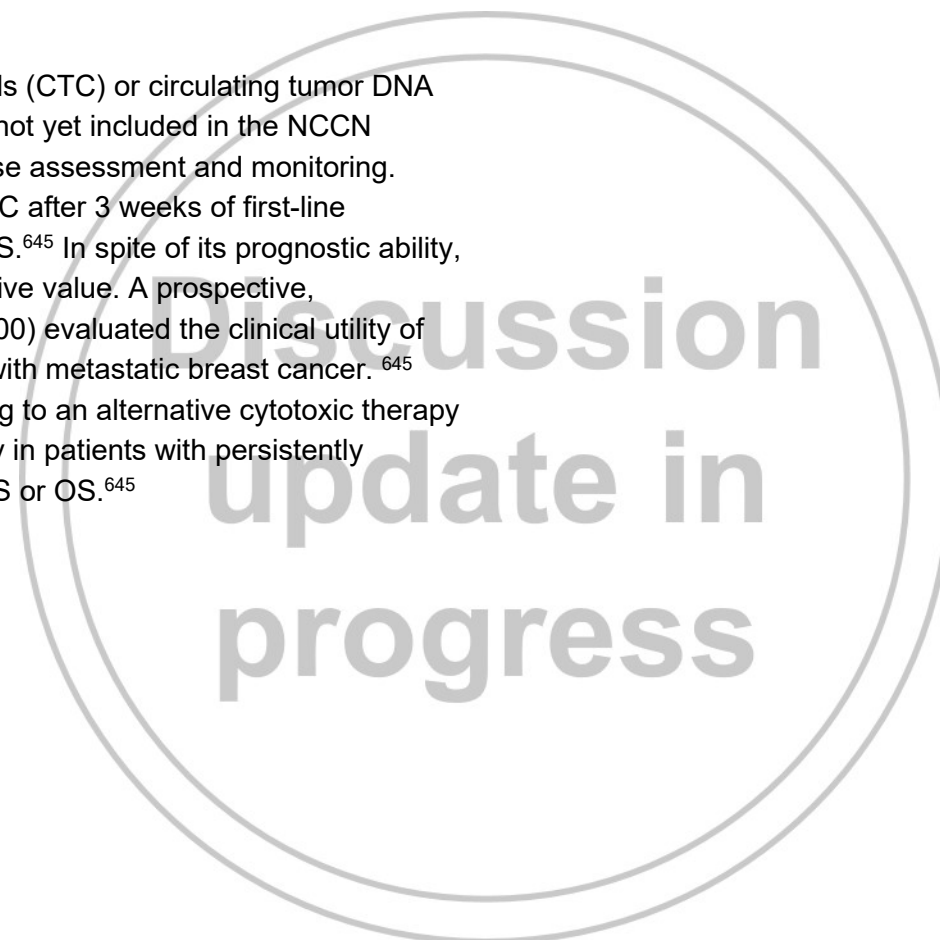 ls (CTC) or circulating tumor DNA
not yet included in the NCCN
se assessment and monitoring.
C after 3 weeks of first-line
S.645 In spite of its prognostic ability,
ive value. A prospective,
00) evaluated the clinical utility of
with metastatic breast cancer. 645
g to an alternative cytotoxic therapy
y in patients with persistently
S or OS.645
Discussion
update in
progress